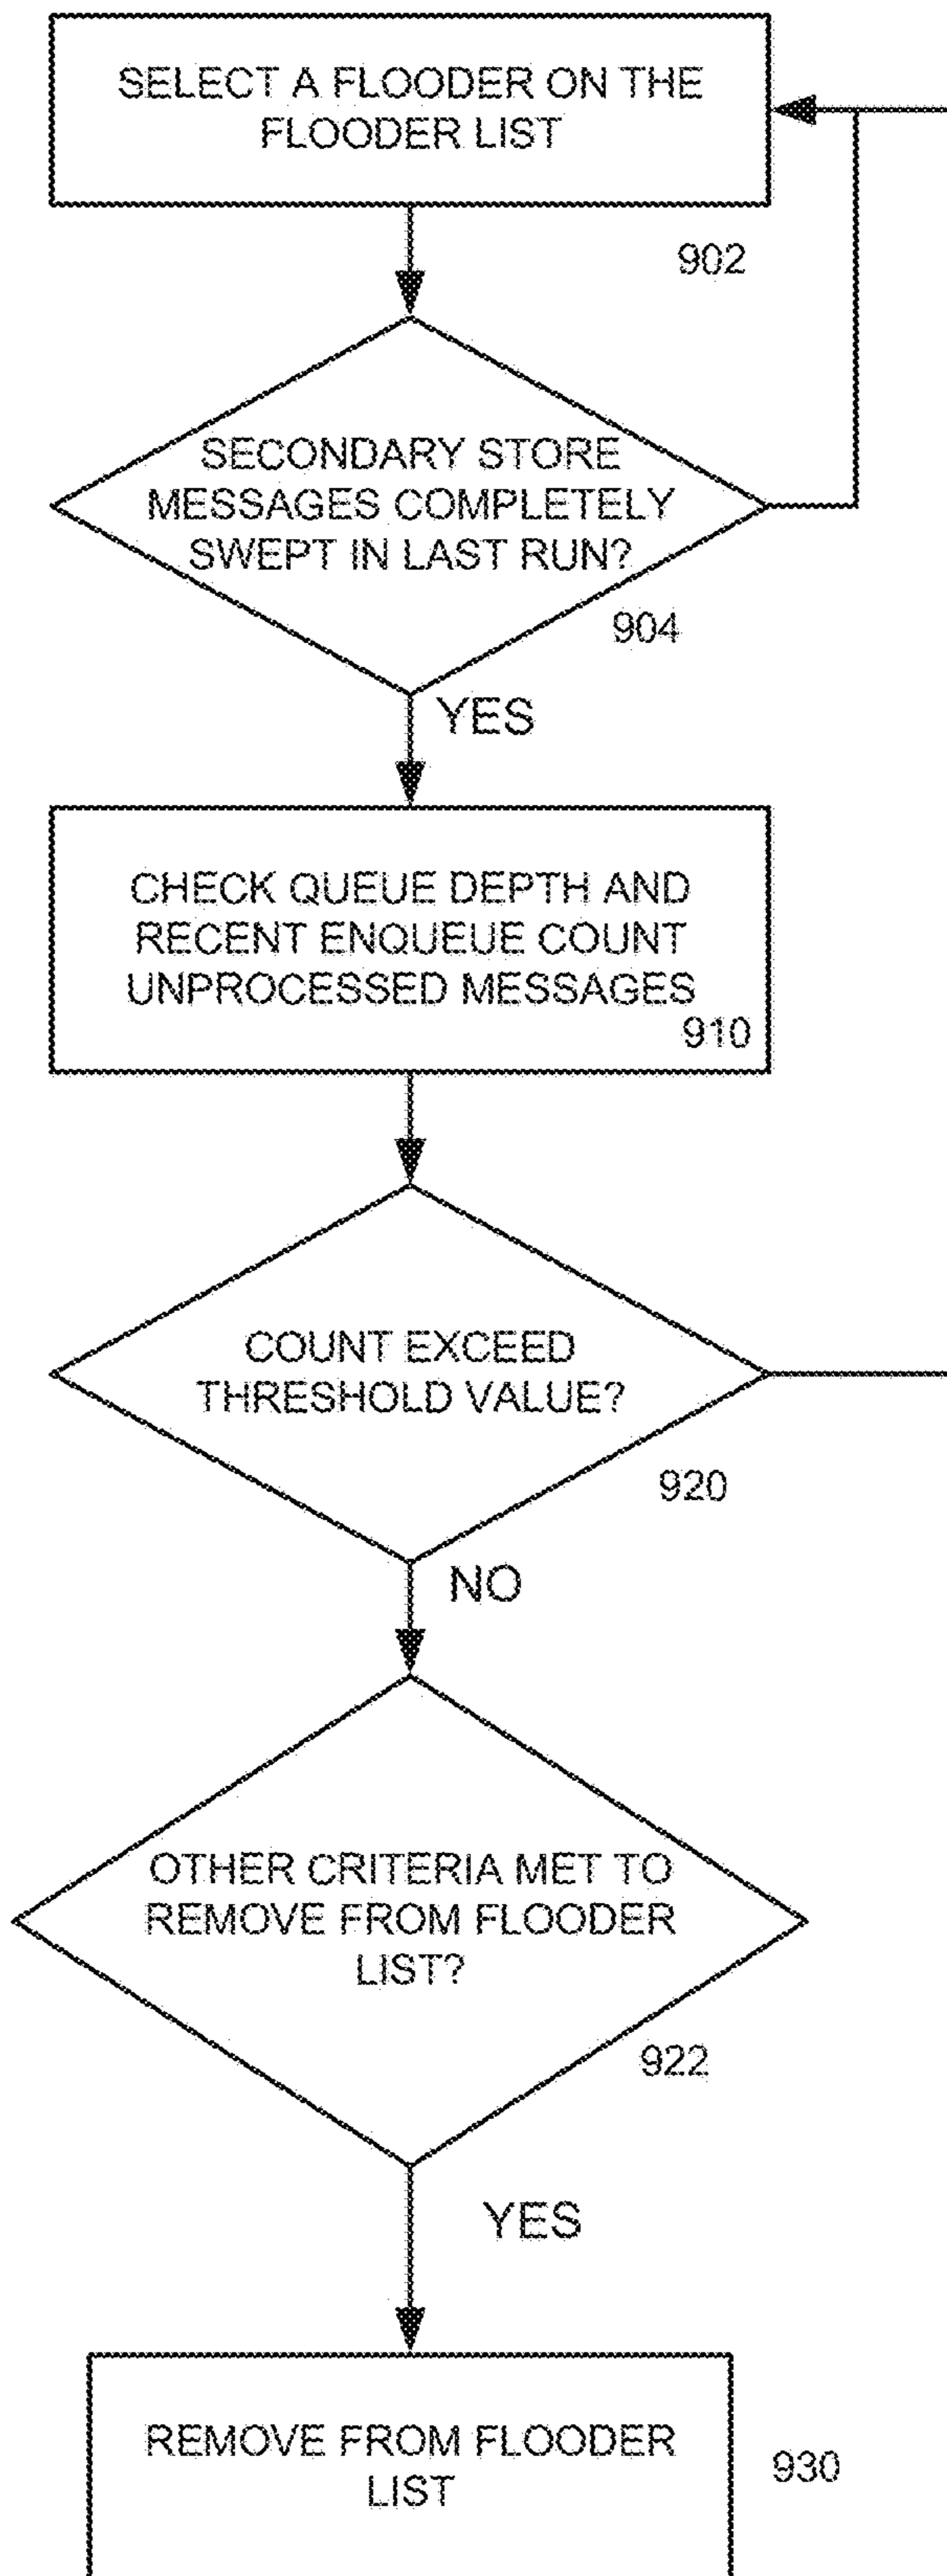 SELECT A FLOODER ON THE
FLOODER LIST
902
SECONDARY STORE
MESSAGES COMPLETELY
SWEPT IN LAST RUN?
904
YES
CHECK QUEUE DEPTH AND
RECENT ENQUEUE COUNT
UNPROCESSED MESSAGES
910
COUNT EXCEED
THRESHOLD VALUE?
920
NO
OTHER CRITERIA MET TO
REMOVE FROM FLOODER
LIST?
922
YES
REMOVE FROM FLOODER
LIST
930